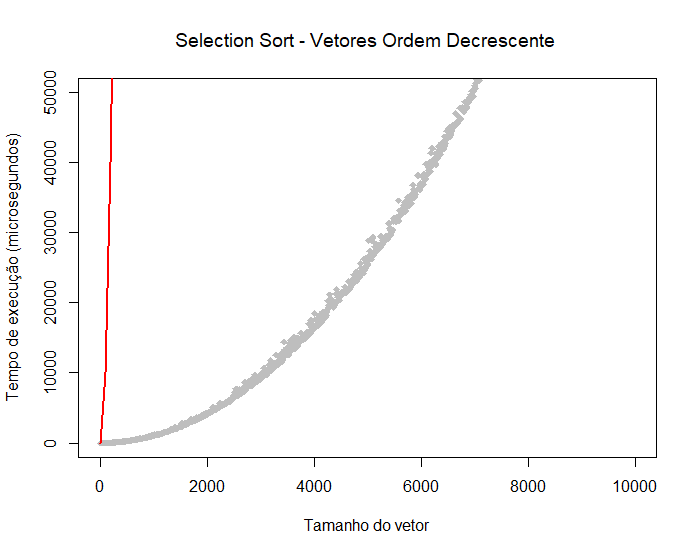 Selection Sort - Vetores Ordem Decrescente
Tempo de execução (microsegundos)
50000
40000
30000
20000
10000
0
0 2000 4000 6000 8000 10000
Tamanho do vetor